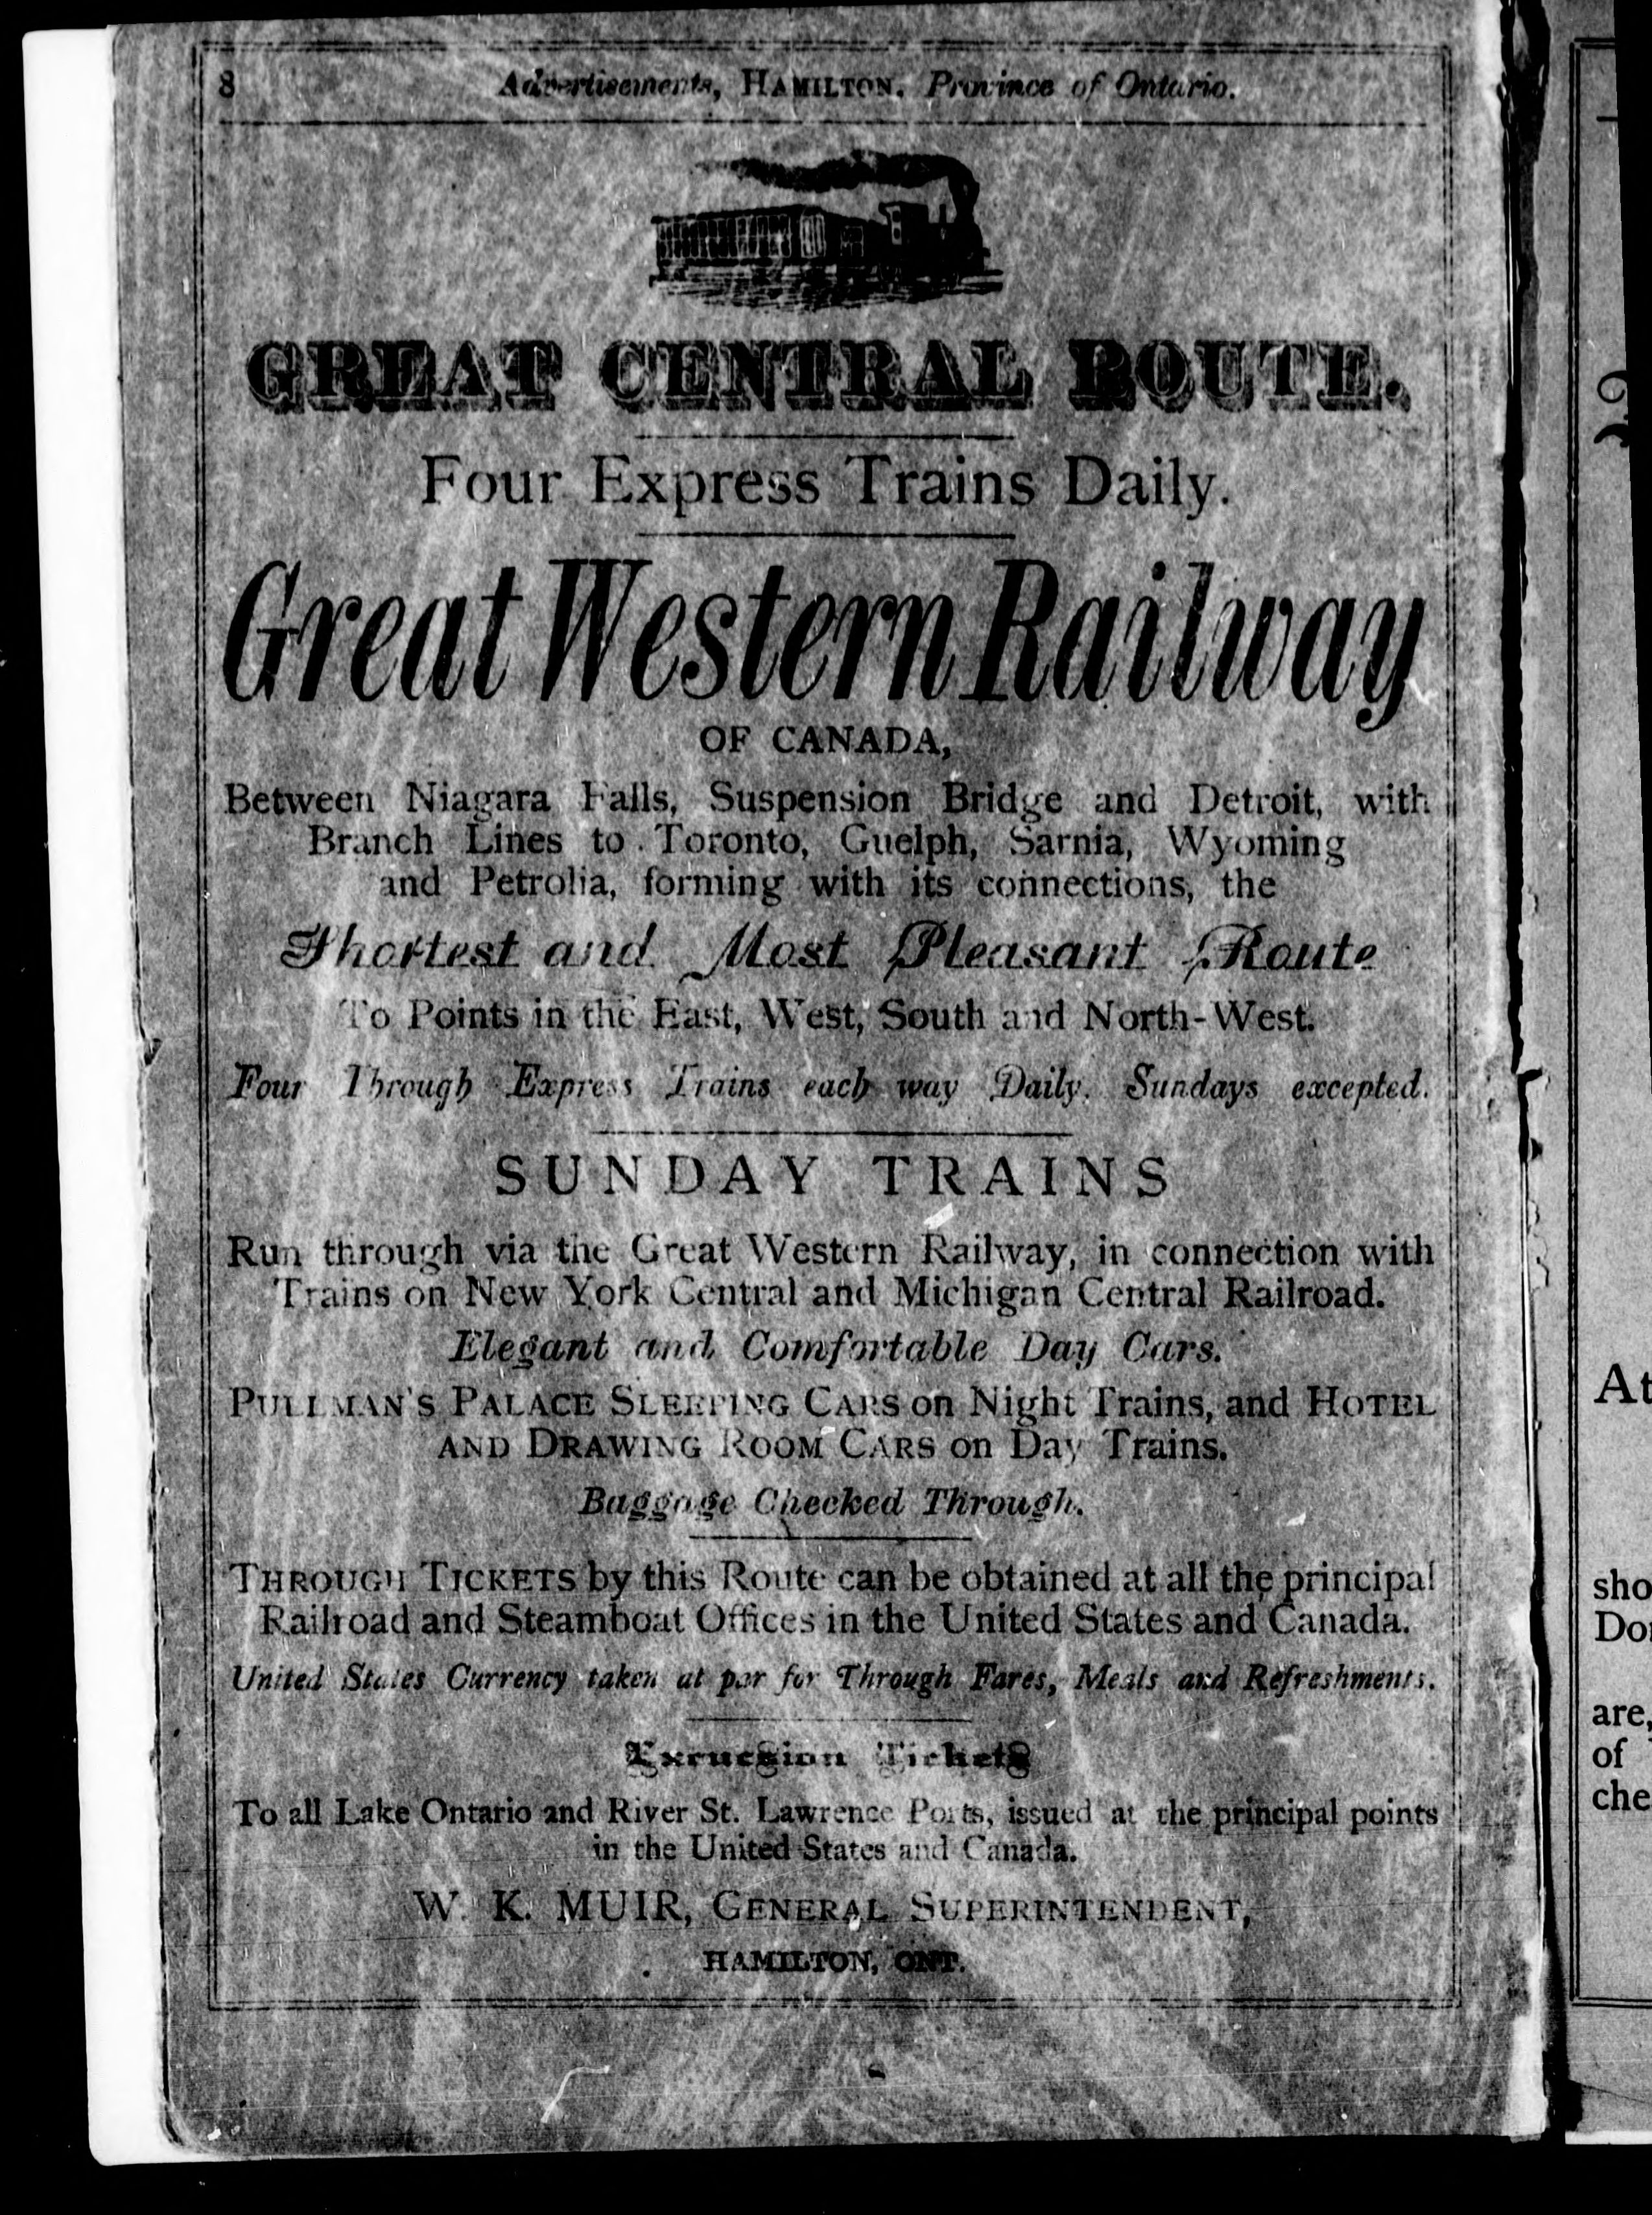 8 Advertisements, HAMILTON, Province of Ontario.
GREAT CENTRAL ROUTE.
Four Express Trains Daily.
Great Western Railway
OF CANADA,
Between Niagara Falls, Suspension Bridge and Detroit, with
Branch Lines to Toronto, Guelph, Sarnia, Wyoming
and Petrolia, forming with its connections, the
Shortest and Most Pleasant Route
To Points in the East, West, South and North-West.
Four Through Express Trains each way Daily, Sundays excepted.
SUNDAY TRAINS
Run through via the Great Western Railway, in connection with
Trains on New York Central and Michigan Central Railroad.
Elegant and Comfortable Day Cars.
PULLMAN'S PALACE SLEEPING CARS on Night Trains, and HOTEL
AND DRAWING ROOM CARS on Day Trains.
Baggage Checked Through.
THROUGH TICKETS by this Route can be obtained at all the principal
Railroad and Steamboat Offices in the United States and Canada.
United States Currency taken at par for Through Fares, Meals and Refreshments.
Excursion Tickets
To all Lake Ontario and River St. Lawrence Ports, issued at the principal points
in the United States and Canada.
W. K. MUIR, GENERAL SUPERINTENDENT,
HAMILTON, ONT.
At
sho
are,
of
che